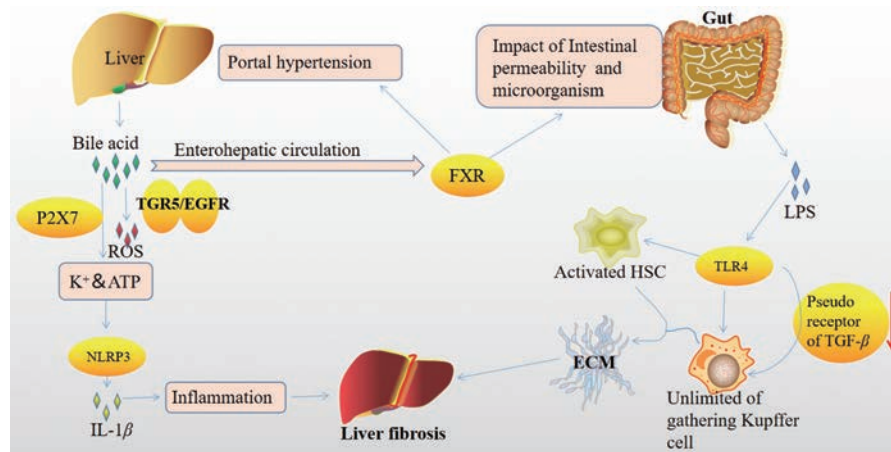 Gut
Liver
Portal hypertension
Impact of Intestinal
permeability and
microorganism
Bile acid
Enterohepatic circulation
FXR
TGR5/EGFR
P2X7
ROS
LPS
K⁺&ATP
Activated HSC
TLR4
Pseudo
receptor
of TGF-β
NLRP3
ECM
Inflammation
IL-1β
Liver fibrosis
Unlimited of
gathering Kupffer
cell